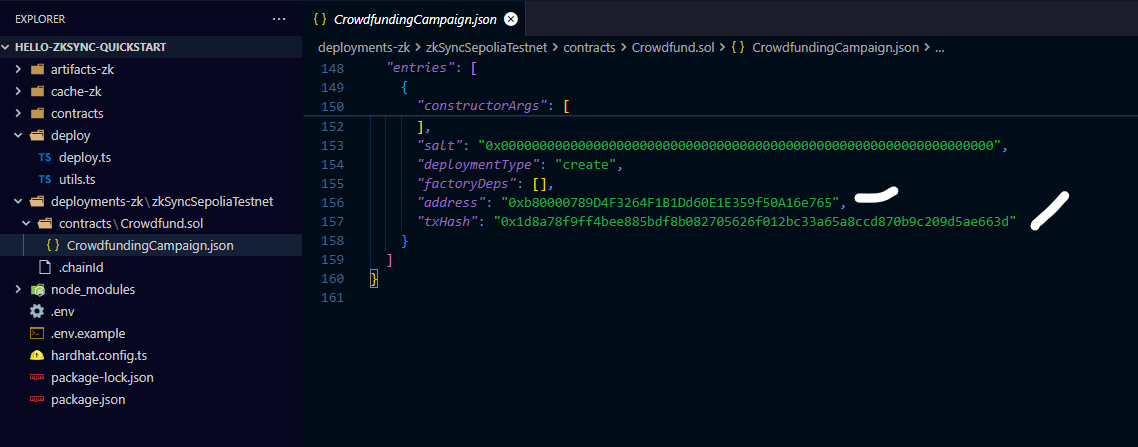 EXPLORER
...
HELLO-ZKSYNC-QUICKSTART
artifacts-zk
cache-zk
contracts
deploy
TS deploy.ts
TS utils.ts
deployments-zk\zkSyncSepoliaTestnet
contracts\Crowdfund.sol
{ } CrowdfundingCampaign.json
.chainId
node_modules
.env
.env.example
hardhat.config.ts
package-lock.json
package.json
{ } CrowdfundingCampaign.json
deployments-zk > zkSyncSepoliaTestnet > contracts > Crowdfund.sol > { } CrowdfundingCampaign.json > ...
148 "entries": [
149 {
150 "constructorArgs": [
152 ],
153 "salt": "0x0000000000000000000000000000000000000000000000000000000000000000",
154 "deploymentType": "create",
155 "factoryDeps": [],
156 "address": "0xb80000789D4F3264F1B1Dd60E1E359f50A16e765",
157 "txHash": "0x1d8a78f9ff4bee885bdf8b082705626f012bc33a65a8ccd870b9c209d5ae663d"
158 }
159 ]
160 }
161